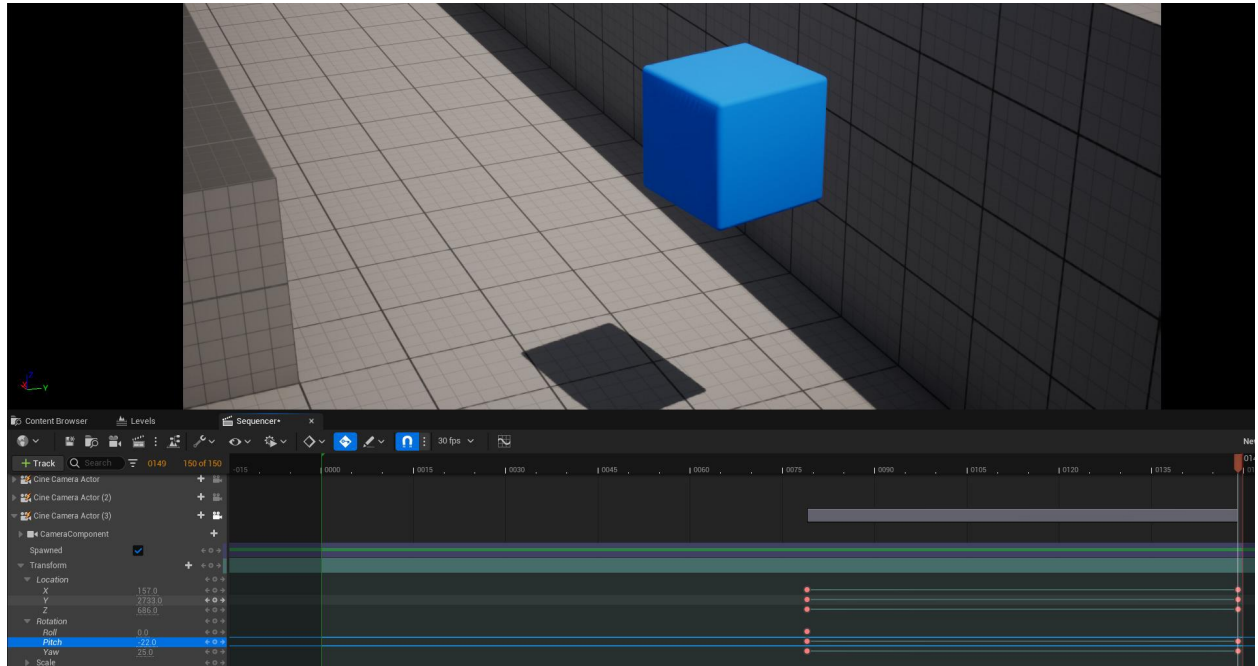 Z
X Y
Content Browser Levels Sequencer•
30 fps New
Track Search 0149 150 of 150 -015 0000 0015 0030 0045 0060 0075 0090 0105 0120 0135
Cine Camera Actor
Cine Camera Actor (2)
Cine Camera Actor (3)
CameraComponent
Spawned
Transform
Location
X 157.0
Y 2733.0
Z 686.0
Rotation
Roll 0.0
Pitch -22.0
Yaw 25.0
Scale